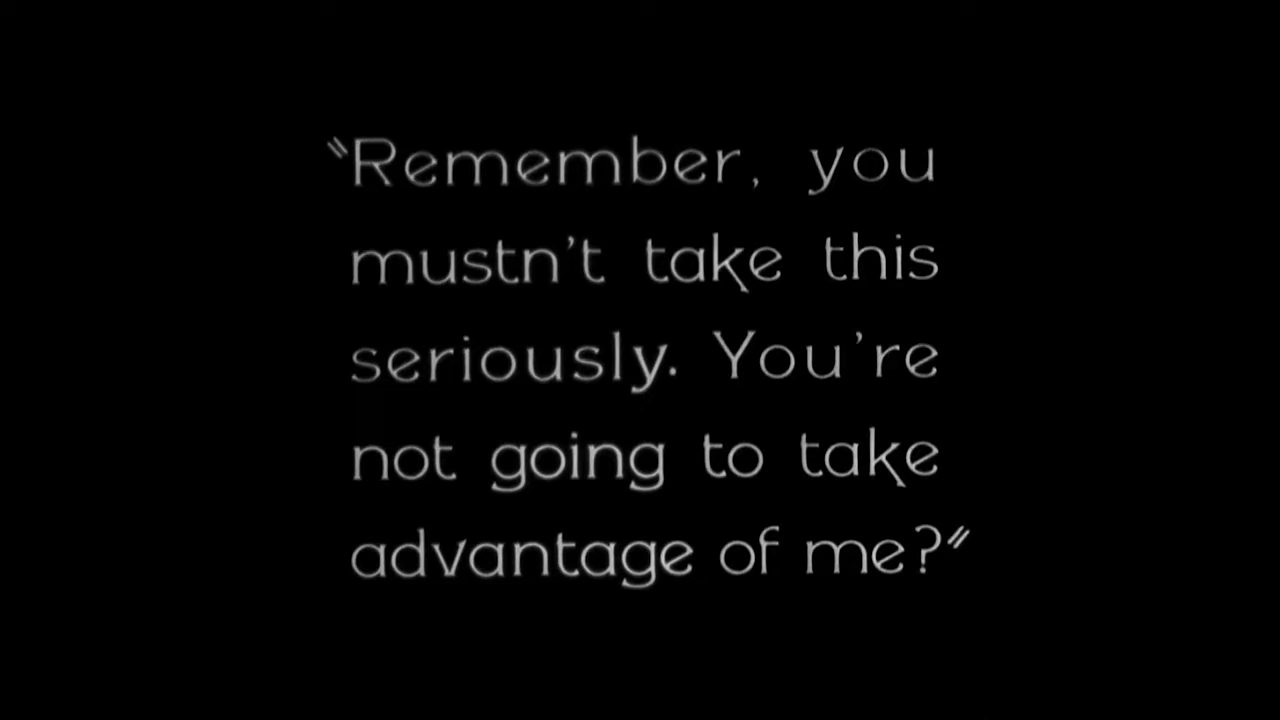 "Remember, you
mustn't take this
seriously. You're
not going to take
advantage of me?"